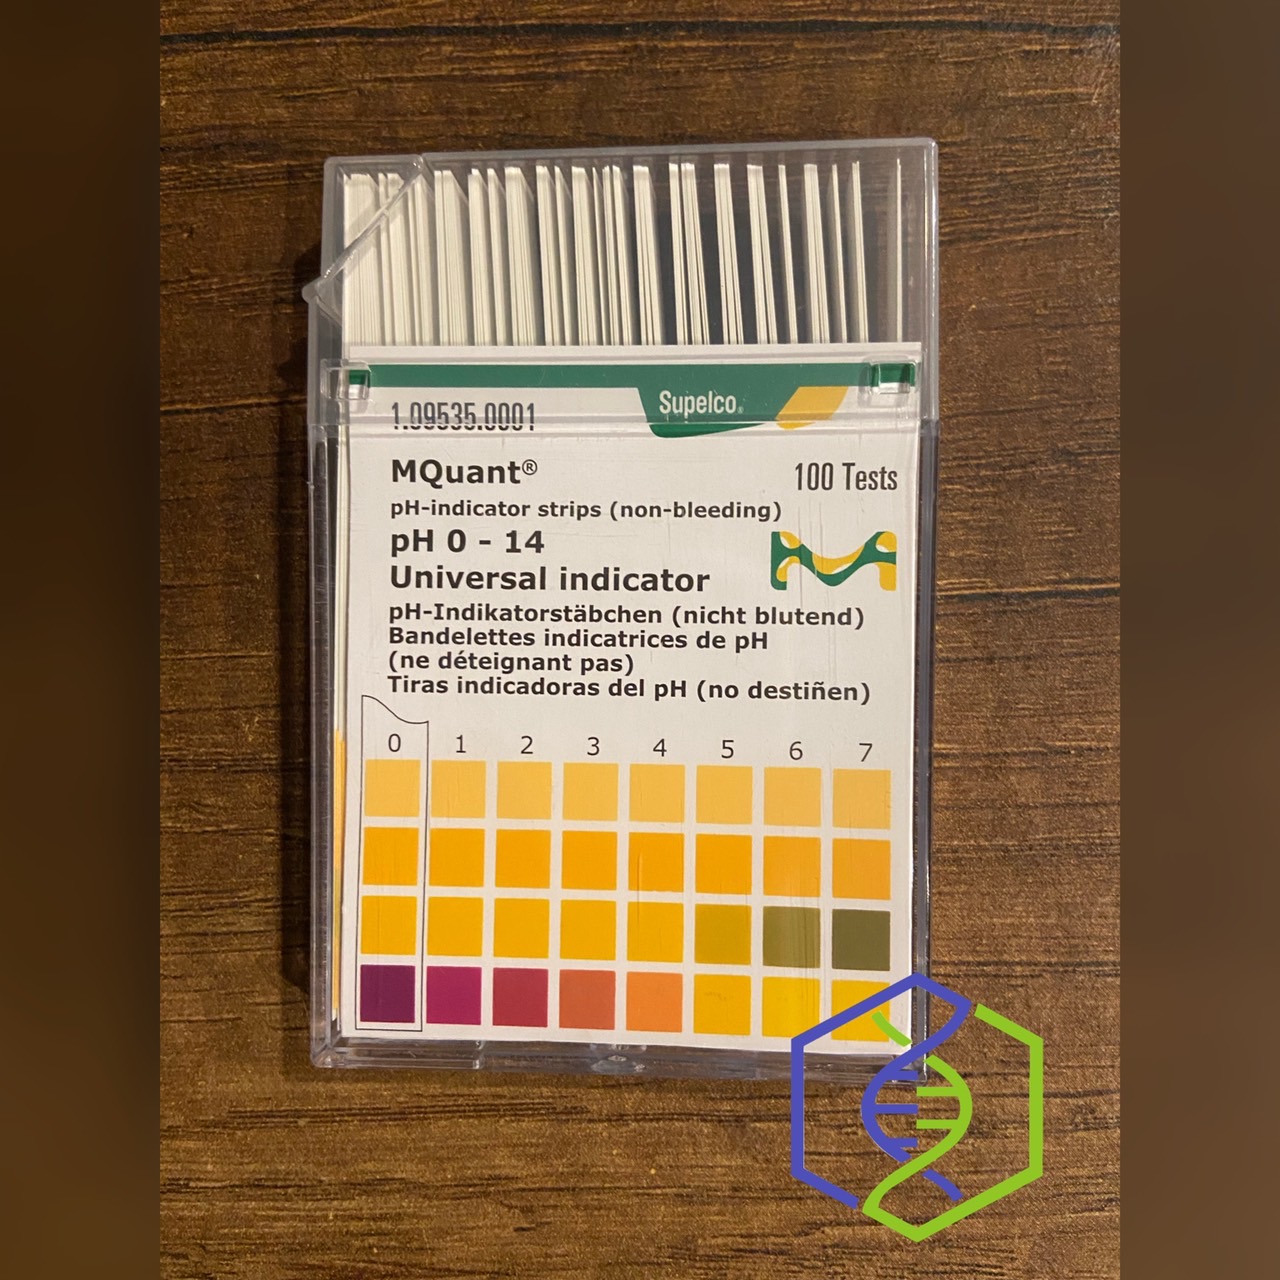 Supelco®
1.09535.0001
MQuant®
100 Tests
pH-indicator strips (non-bleeding)
pH 0 - 14
Universal indicator
pH-Indikatorstäbchen (nicht blutend)
Bandelettes indicatrices de pH
(ne déteignant pas)
Tiras indicadoras del pH (no destiñen)
0 1 2 3 4 5 6 7